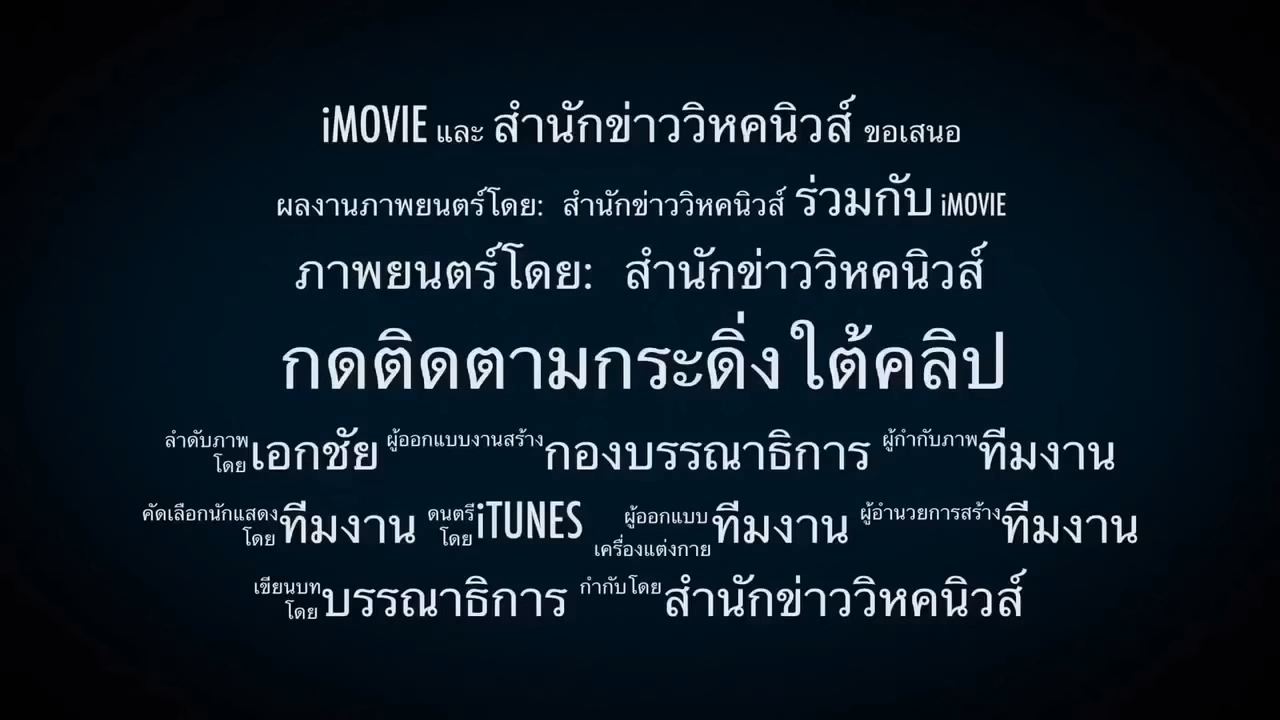 iMOVIE และ สำนักข่าววิหคนิวส์ ขอเสนอ
ผลงานภาพยนตร์โดย: สำนักข่าววิหคนิวส์ ร่วมกับ iMOVIE
ภาพยนตร์โดย: สำนักข่าววิหคนิวส์
กดติดตามกระดิ่ง ใต้คลิป
ลำดับภาพโดย เอกชัย ผู้ออกแบบงานสร้าง กองบรรณาธิการ ผู้กำกับภาพ ทีมงาน
คัดเลือกนักแสดงโดย ทีมงาน ดนตรีโดย iTUNES ผู้ออกแบบเครื่องแต่งกาย ทีมงาน ผู้อำนวยการสร้าง ทีมงาน
เขียนบทโดย บรรณาธิการ กำกับโดย สำนักข่าววิหคนิวส์